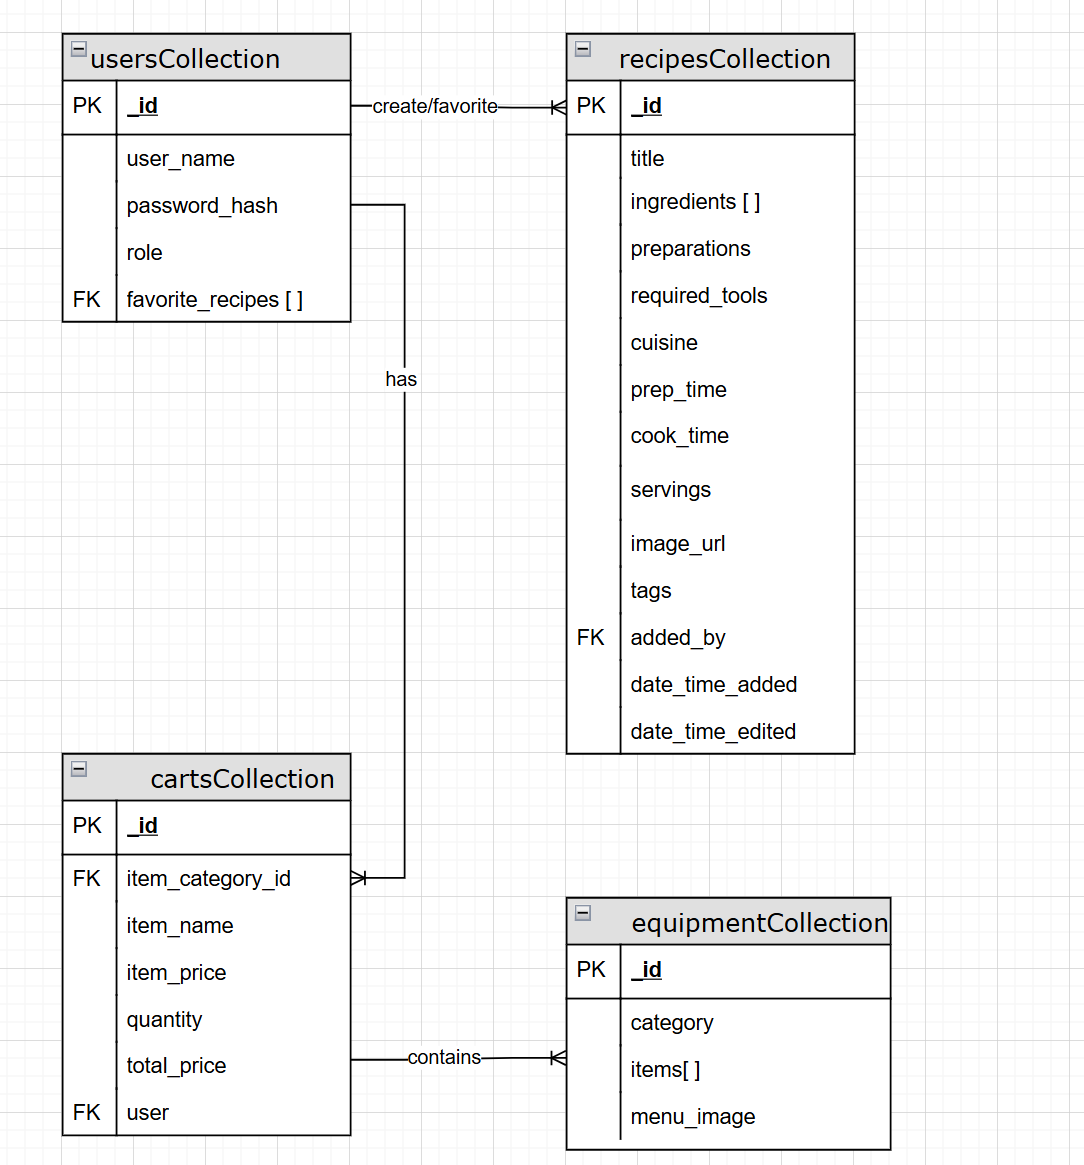 usersCollection
PK _id
user_name
password_hash
role
FK favorite_recipes [ ]
create/favorite
has
recipesCollection
PK _id
title
ingredients [ ]
preparations
required_tools
cuisine
prep_time
cook_time
servings
image_url
tags
FK added_by
date_time_added
date_time_edited
cartsCollection
PK _id
FK item_category_id
item_name
item_price
quantity
total_price
FK user
contains
equipmentCollection
PK _id
category
items[ ]
menu_image